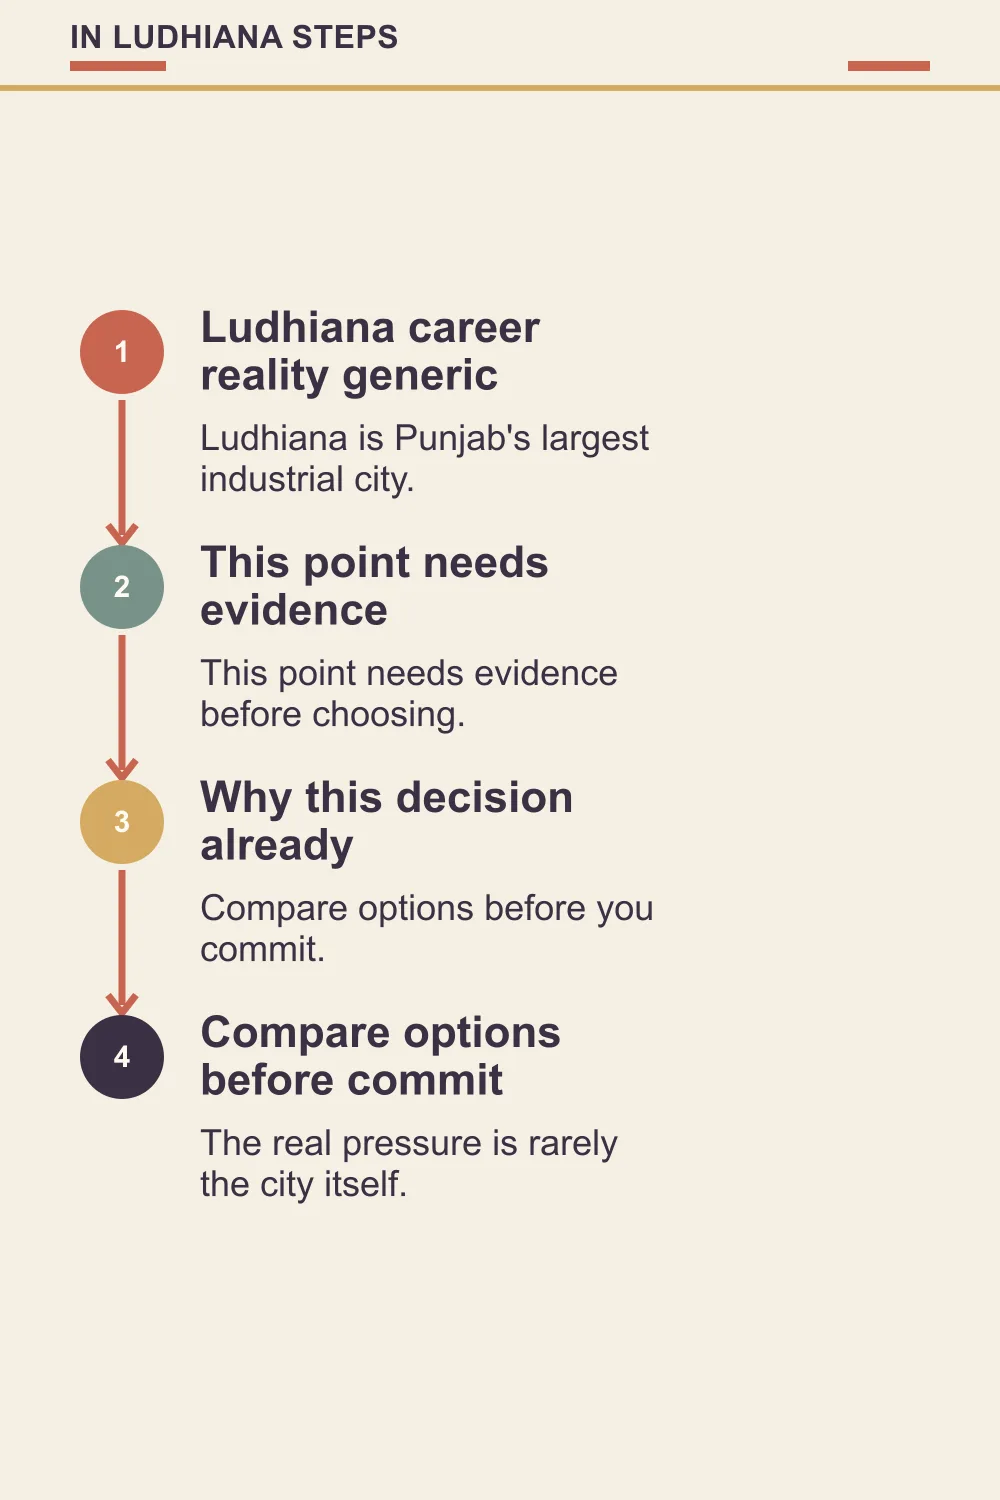 IN LUDHIANA STEPS
1
Ludhiana career
reality generic
Ludhiana is Punjab's largest
industrial city.
2
This point needs
evidence
This point needs evidence
before choosing.
3
Why this decision
already
Compare options before you
commit.
4
Compare options
before commit
The real pressure is rarely
the city itself.